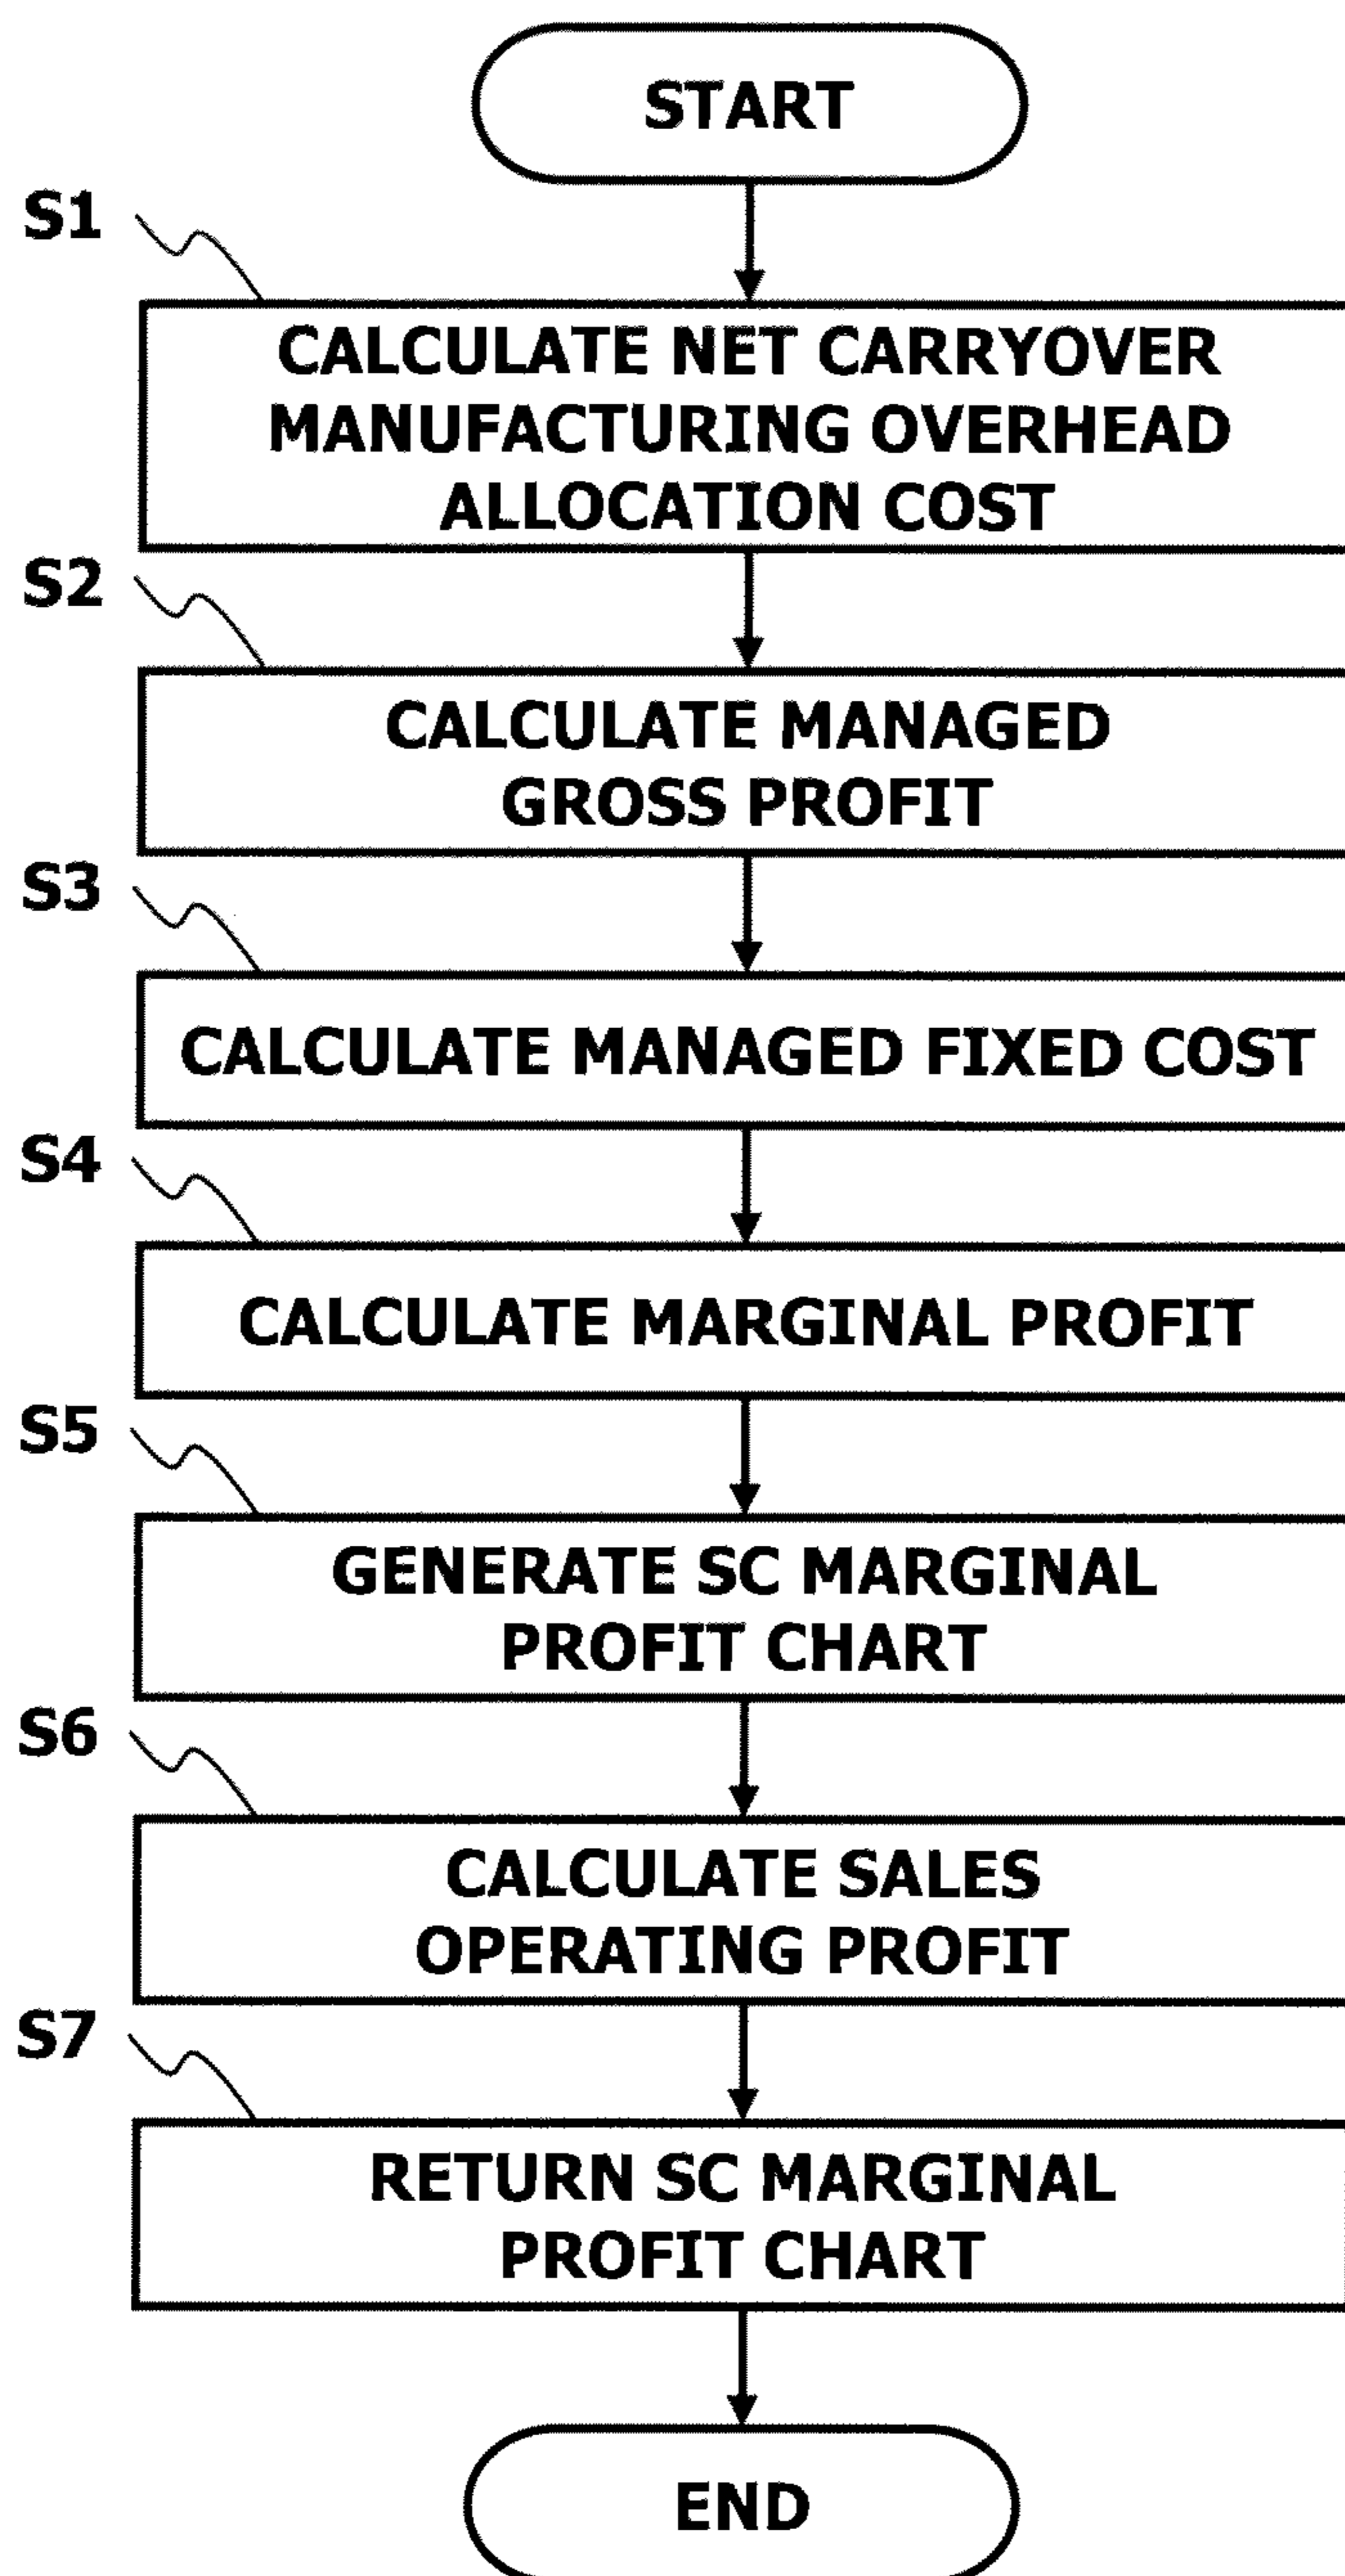 START
S1
CALCULATE NET CARRYOVER
MANUFACTURING OVERHEAD
ALLOCATION COST
S2
CALCULATE MANAGED
GROSS PROFIT
S3
CALCULATE MANAGED FIXED COST
S4
CALCULATE MARGINAL PROFIT
S5
GENERATE SC MARGINAL
PROFIT CHART
S6
CALCULATE SALES
OPERATING PROFIT
S7
RETURN SC MARGINAL
PROFIT CHART
END